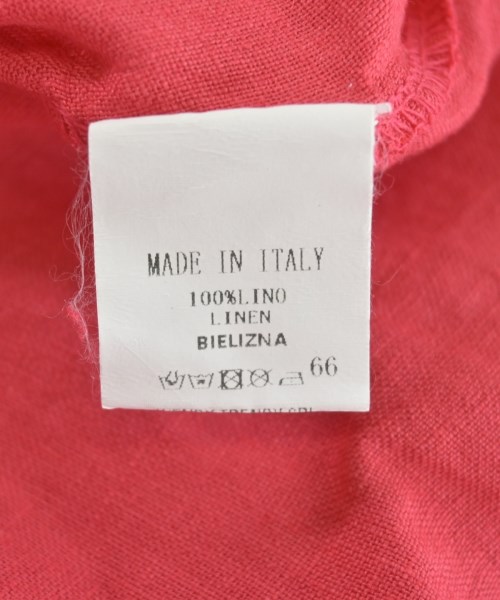 MADE IN ITALY
100%LINO
LINEN
BIELIZNA
66